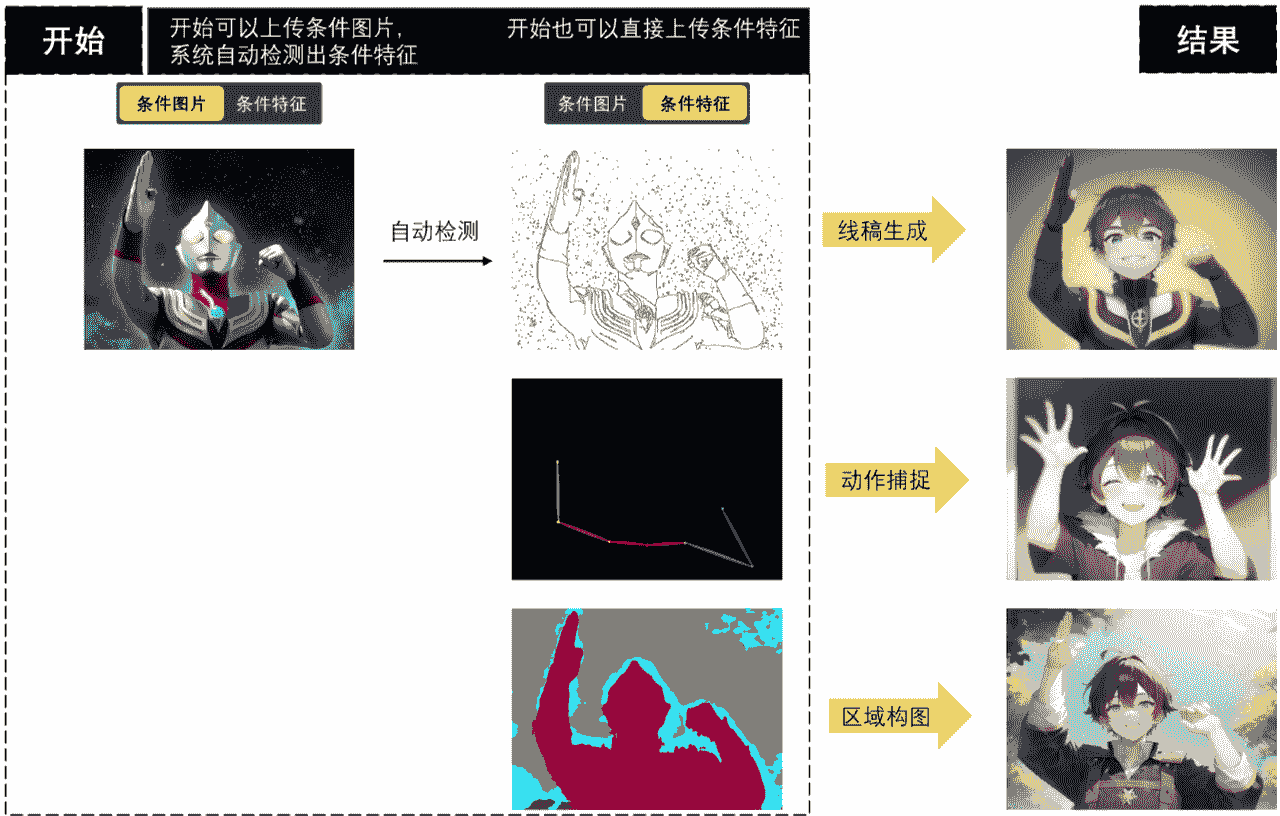 开始
开始可以上传条件图片,
系统自动检测出条件特征
开始也可以直接上传条件特征
结果
条件图片
条件特征
条件图片
条件特征
自动检测
线稿生成
动作捕捉
区域构图